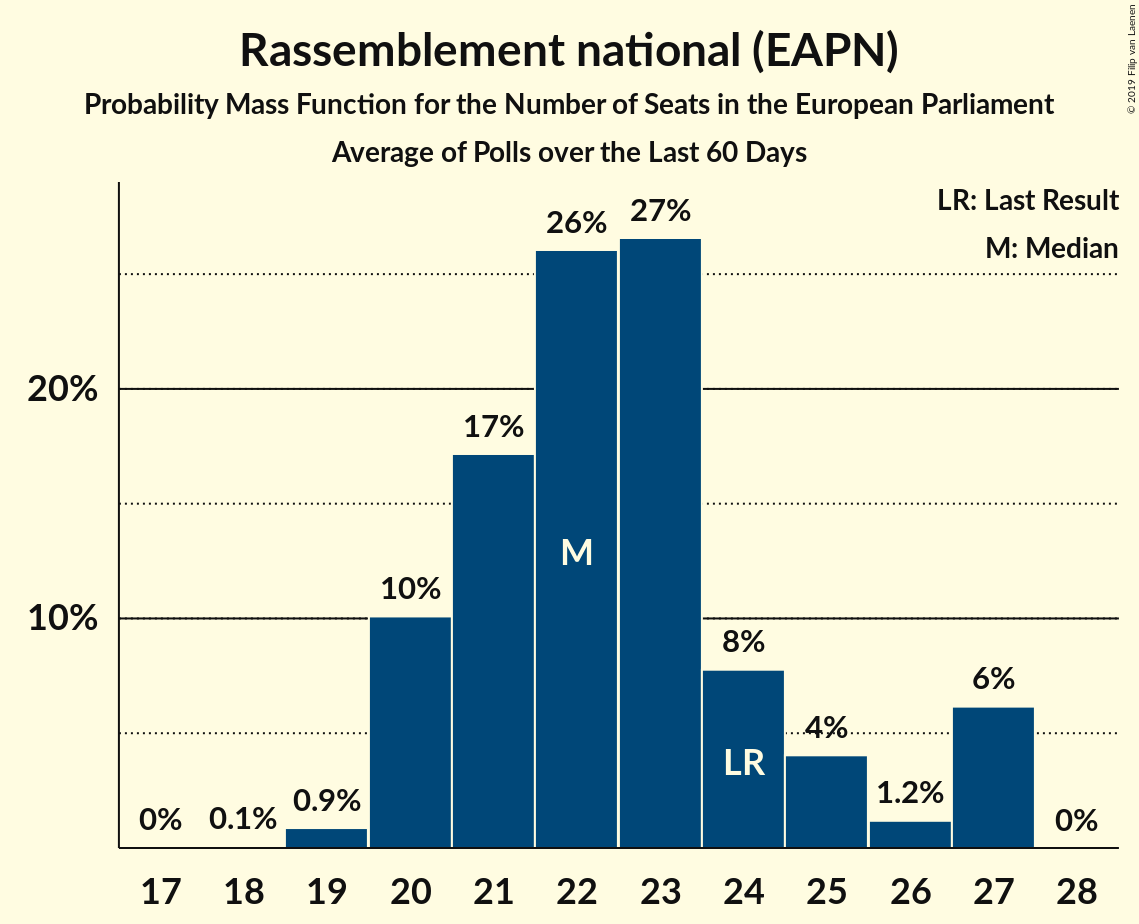 Rassemblement national (EAPN)
Probability Mass Function for the Number of Seats in the European Parliament
Average of Polls over the Last 60 Days
© 2019 Filip van Laenen
LR: Last Result
M: Median
20%
10%
0%
0.1%
0.9%
10%
17%
26%
27%
8%
4%
1.2%
6%
0%
M
LR
17 18 19 20 21 22 23 24 25 26 27 28